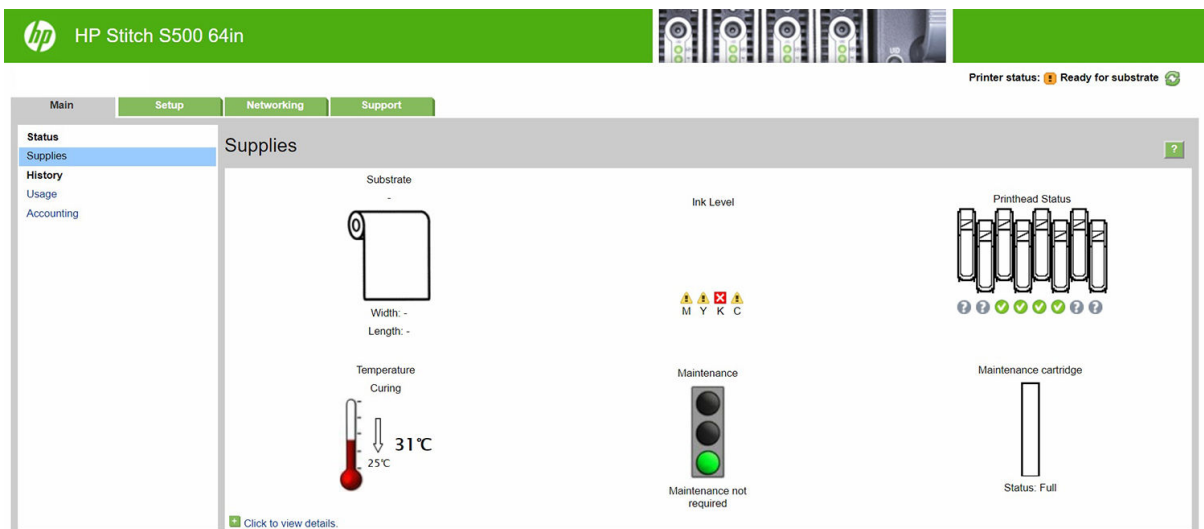 hp HP Stitch S500 64in
Printer status: Ready for substrate
Main Setup Networking Support
Status
Supplies
History
Usage
Accounting
Supplies
?
Substrate
-
Width: -
Length: -
Ink Level
M Y K C
Printhead Status
? ? ? ?
Temperature
Curing
31°C
25°C
Maintenance
Maintenance not
required
Maintenance cartridge
Status: Full
+ Click to view details.